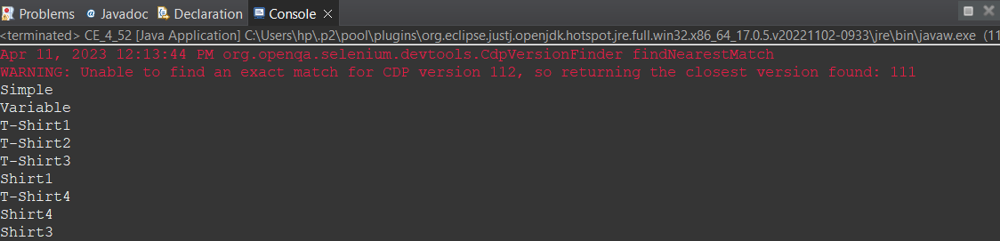 Problems @ Javadoc Declaration Console
<terminated> CE_4_52 [Java Application] C:\Users\hp\.p2\pool\plugins\org.eclipse.justj.openjdk.hotspot.jre.full.win32.x86_64_17.0.5.v20221102-0933\jre\bin\javaw.exe (11
Apr 11, 2023 12:13:44 PM org.openqa.selenium.devtools.CdpVersionFinder findNearestMatch
WARNING: Unable to find an exact match for CDP version 112, so returning the closest version found: 111
Simple
Variable
T-Shirt1
T-Shirt2
T-Shirt3
Shirt1
T-Shirt4
Shirt4
Shirt3